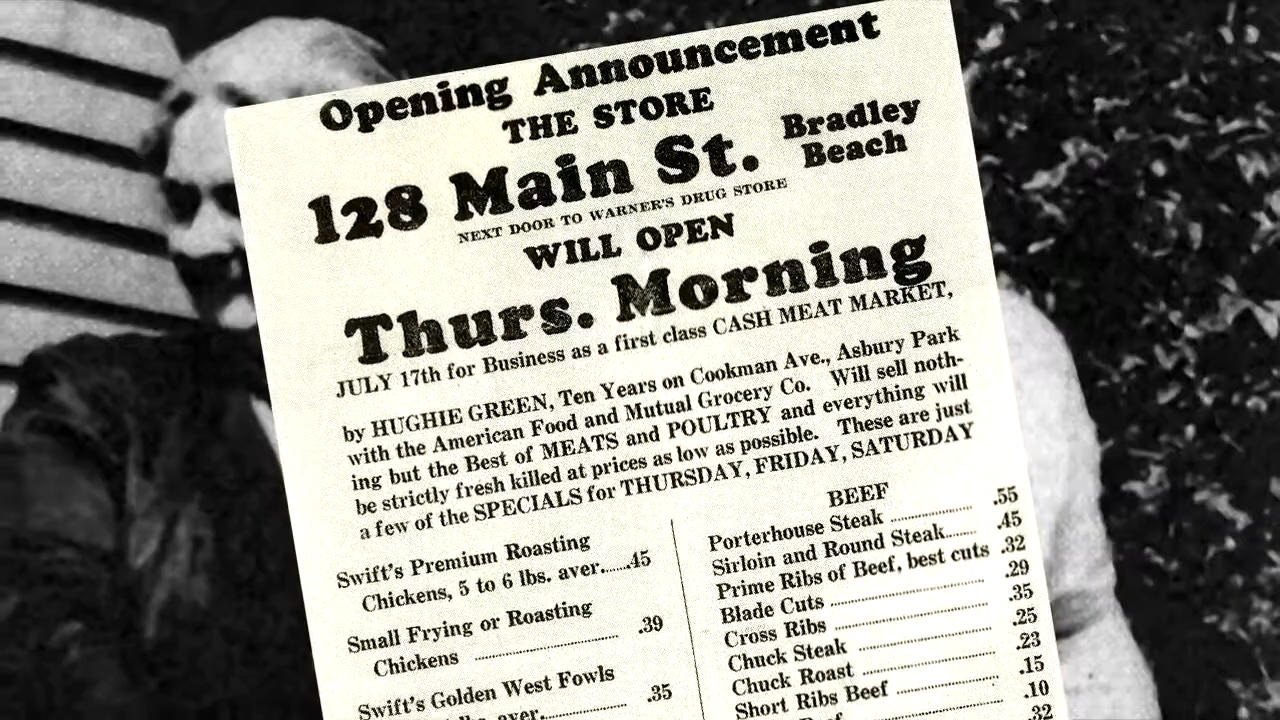 Opening Announcement
THE STORE
128 Main St. Bradley Beach
NEXT DOOR TO WARNER'S DRUG STORE
WILL OPEN
Thurs. Morning
JULY 17th for Business as a first class CASH MEAT MARKET,
by HUGHIE GREEN, Ten Years on Cookman Ave., Asbury Park
with the American Food and Mutual Grocery Co. Will sell noth-
ing but the Best of MEATS and POULTRY and everything will
be strictly fresh killed at prices as low as possible. These are just
a few of the SPECIALS for THURSDAY, FRIDAY, SATURDAY
Swift's Premium Roasting
Chickens, 5 to 6 lbs. aver.......45
Small Frying or Roasting
Chickens .................... .39
Swift's Golden West Fowls
lbs. aver.................... .35
BEEF
Porterhouse Steak .................... .55
Sirloin and Round Steak........ .45
Prime Ribs of Beef, best cuts .32
Blade Cuts .................... .29
Cross Ribs .................... .35
Chuck Steak .................... .25
Chuck Roast .................... .23
Short Ribs Beef .................... .15
Beef .10
.32